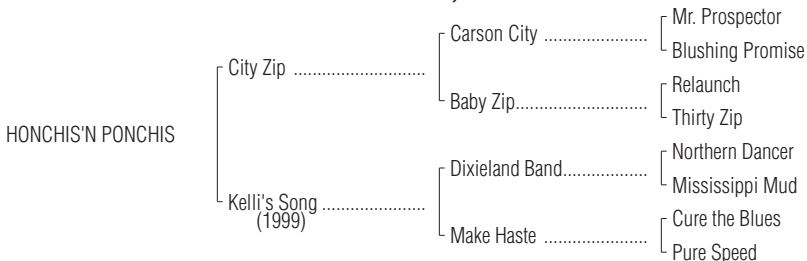 Mr. Prospector
Carson City ......................
Blushing Promise
City Zip ............................
Relaunch
Baby Zip............................
Thirty Zip
HONCHIS'N PONCHIS
Northern Dancer
Dixieland Band..................
Mississippi Mud
Kelli's Song ......................
(1999)
Cure the Blues
Make Haste ......................
Pure Speed